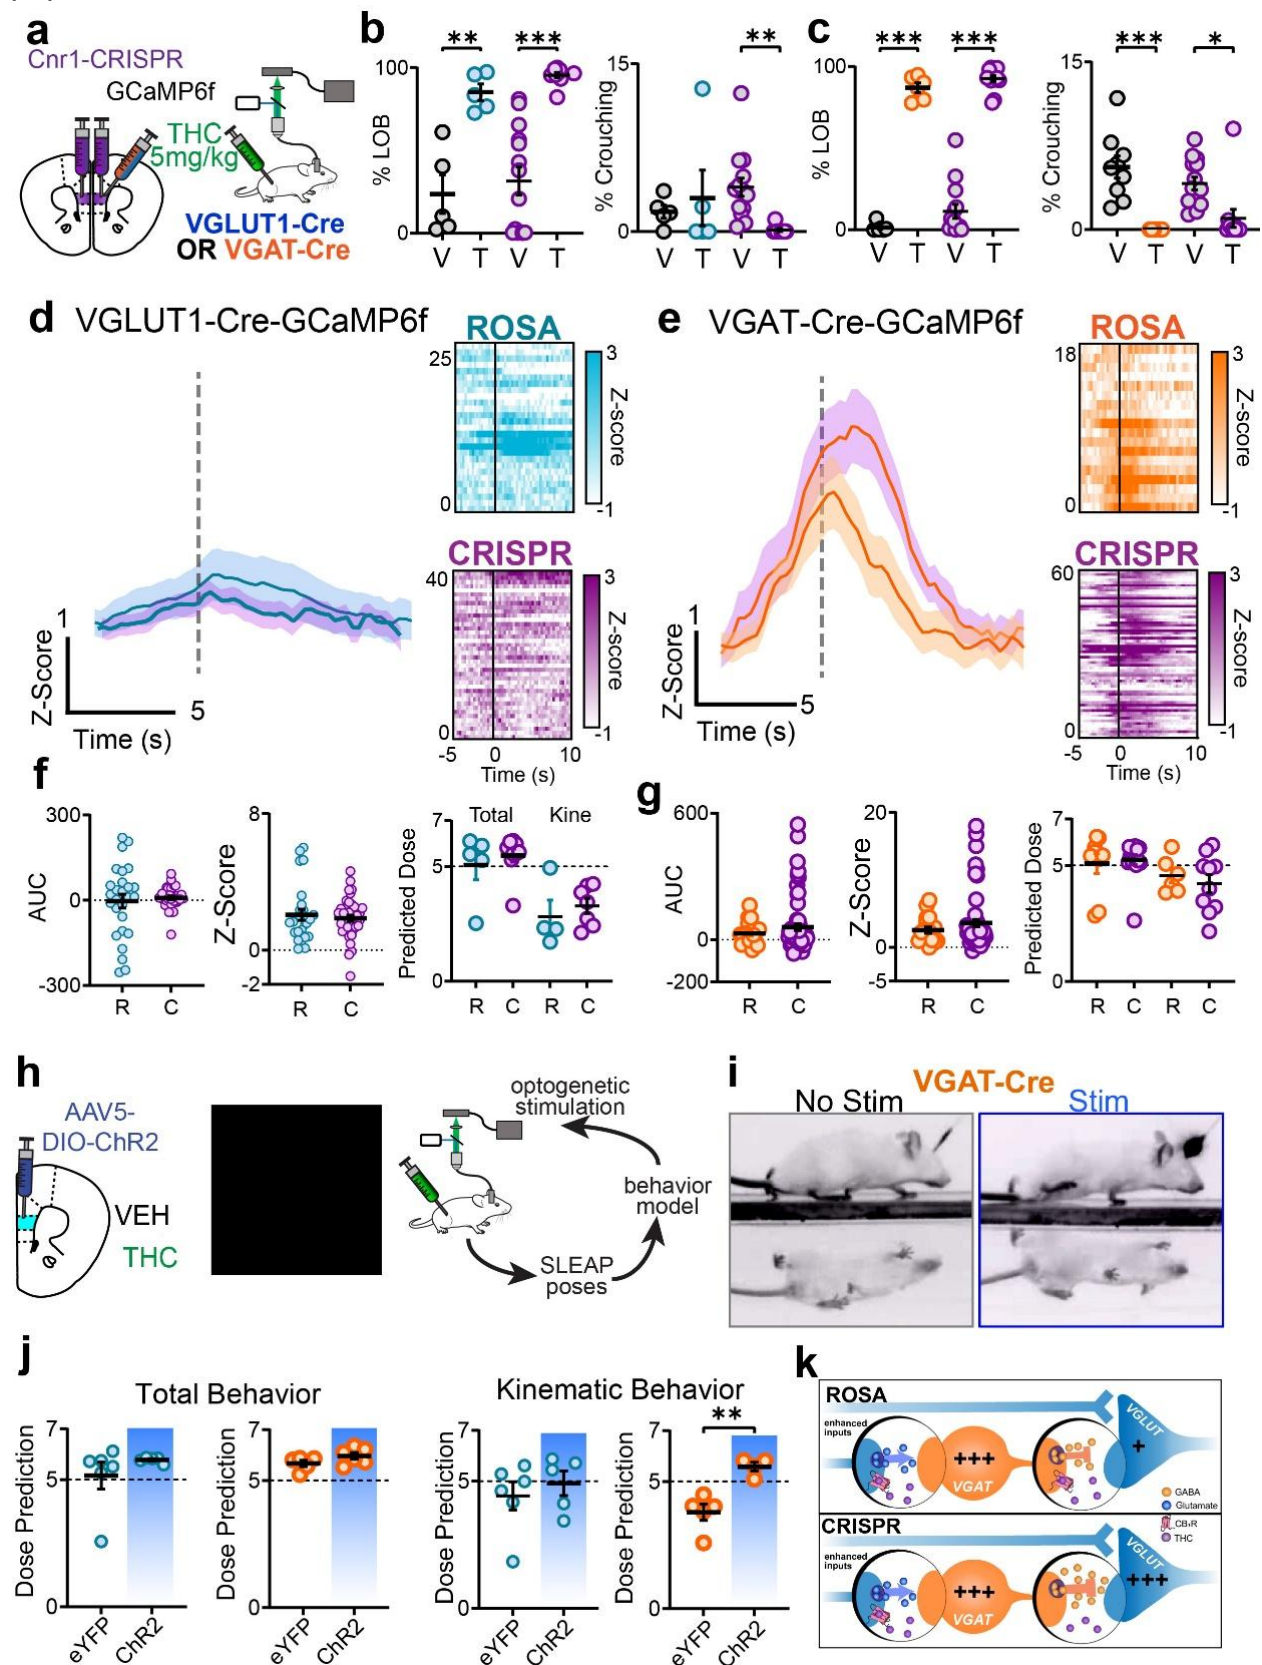 a
Cnr1-CRISPR
GCaMP6f
THC
5mg/kg
VGLUT1-Cre
OR VGAT-Cre
b
% LOB
100
0
** ***
V T V T
% Crouching
15
0
**
V T V T
c
% LOB
100
0
*** ***
V T V T
% Crouching
15
0
*** *
V T V T
d VGLUT1-Cre-GCaMP6f
1
Z-Score
5
Time (s)
ROSA
25
0
3
Z-score
-1
CRISPR
40
0
3
Z-score
-1
-5 0 10
Time (s)
e VGAT-Cre-GCaMP6f
1
Z-Score
5
Time (s)
ROSA
18
0
3
Z-score
-1
CRISPR
60
0
3
Z-score
-1
-5 0 10
Time (s)
f
AUC
300
0
-300
R C
Z-Score
8
0
-2
R C
Predicted Dose
7
5
0
Total Kine
R C R C
g
AUC
600
0
-200
R C
Z-Score
20
0
-5
R C
Predicted Dose
7
5
0
R C R C
h
AAV5-
DIO-ChR2
VEH
THC
optogenetic
stimulation
behavior
model
SLEAP
poses
i
VGAT-Cre
No Stim Stim
j
Total Behavior
Dose Prediction
7
5
0
eYFP ChR2
Dose Prediction
7
5
0
eYFP ChR2
Kinematic Behavior
Dose Prediction
7
5
0
eYFP ChR2
Dose Prediction
7
5
0
**
eYFP ChR2
k
ROSA
enhanced
inputs
+++
VGAT
VGLUT
+
GABA
Glutamate
CB₁R
THC
CRISPR
enhanced
inputs
+++
VGAT
VGLUT
+++